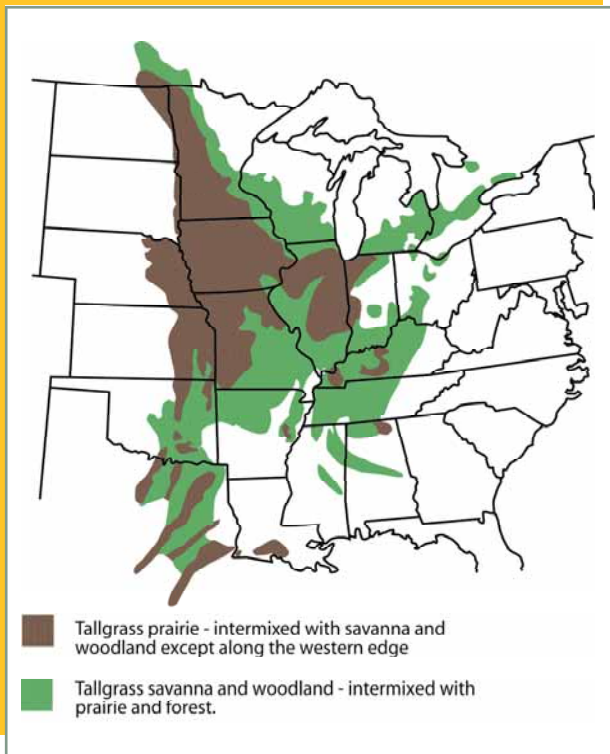 Tallgrass prairie - intermixed with savanna and
woodland except along the western edge
Tallgrass savanna and woodland - intermixed with
prairie and forest.